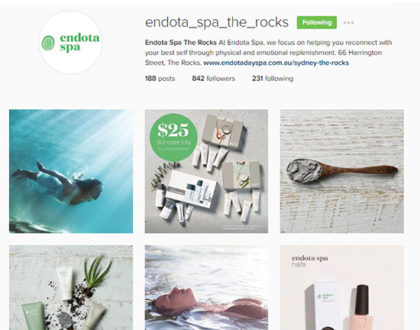 endota
spa
endota_spa_the_rocks Following
Endota Spa The Rocks At Endota Spa, we focus on helping you reconnect with
your best self through physical and emotional replenishment. 66 Harrington
Street, The Rocks. www.endotadayspa.com.au/sydney-the-rocks
188 posts 842 followers 231 following
$25
endota spa
nails